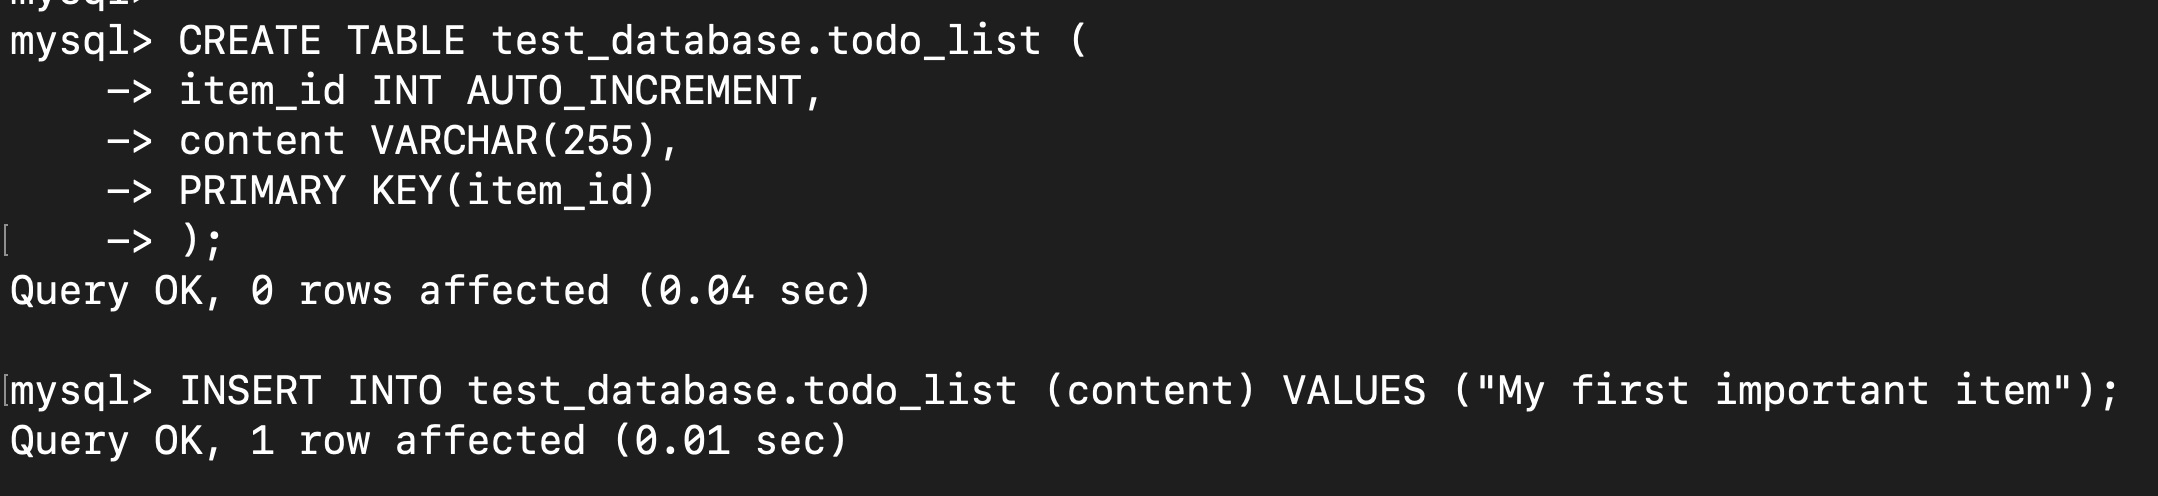 mysql>
mysql> CREATE TABLE test_database.todo_list (
    -> item_id INT AUTO_INCREMENT,
    -> content VARCHAR(255),
    -> PRIMARY KEY(item_id)
[    -> );
Query OK, 0 rows affected (0.04 sec)

[mysql> INSERT INTO test_database.todo_list (content) VALUES ("My first important item");
Query OK, 1 row affected (0.01 sec)